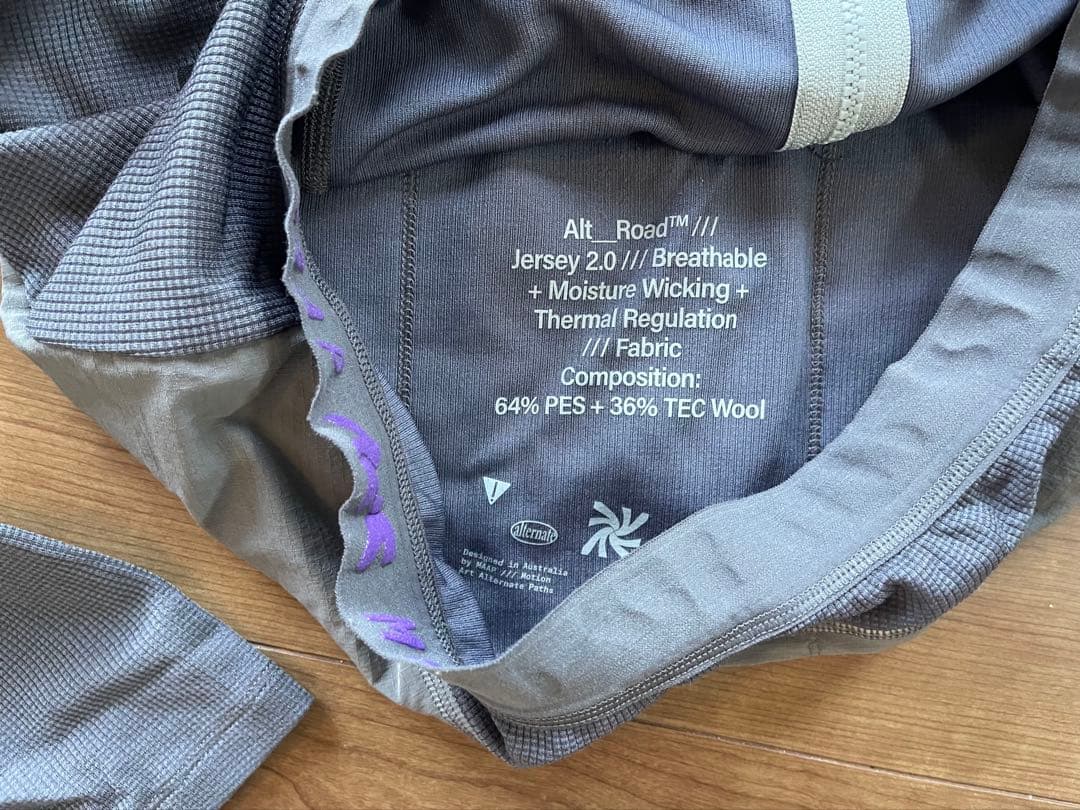 Alt__Road™ ///
Jersey 2.0 /// Breathable
+ Moisture Wicking +
Thermal Regulation
/// Fabric
Composition:
64% PES + 36% TEC Wool
alternate
Designed in Australia
by MAAP /// Motion
Art Alternate Paths